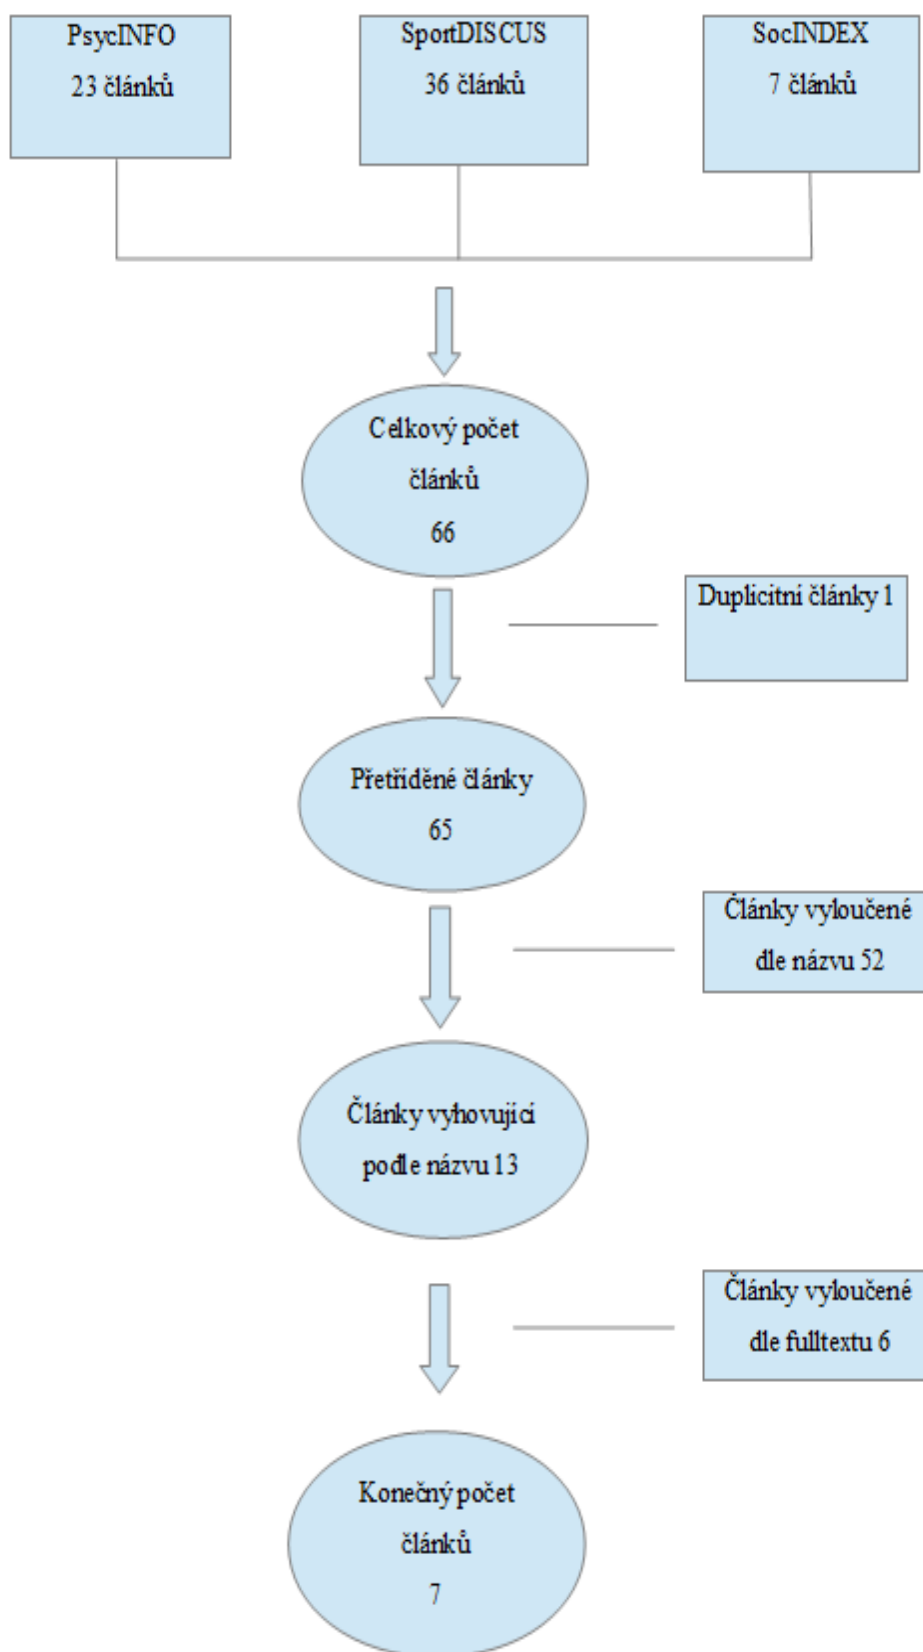 PsycINFO
23 článků
SportDISCUS
36 článků
SocINDEX
7 článků
Celkový počet
článků
66
Duplicitní články 1
Přetříděné články
65
Články vyloučené
dle názvu 52
Články vyhovující
podle názvu 13
Články vyloučené
dle fulltextu 6
Konečný počet
článků
7